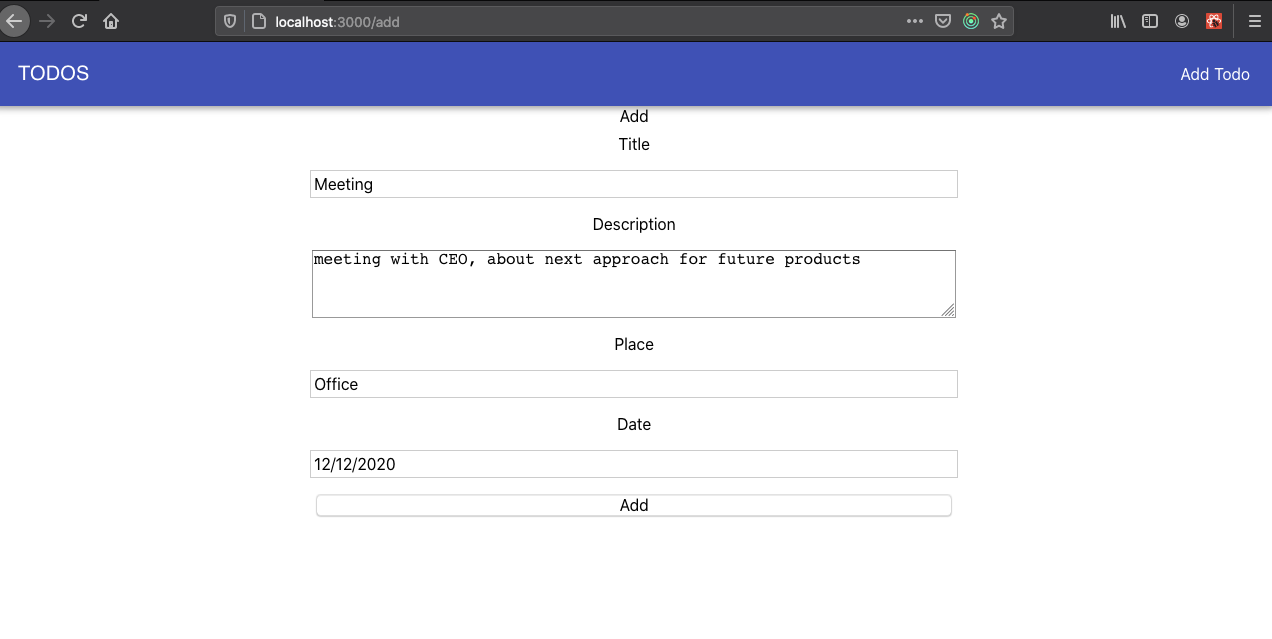 localhost:3000/add
TODOS
Add Todo
Add
Title
Meeting
Description
meeting with CEO, about next approach for future products
Place
Office
Date
12/12/2020
Add